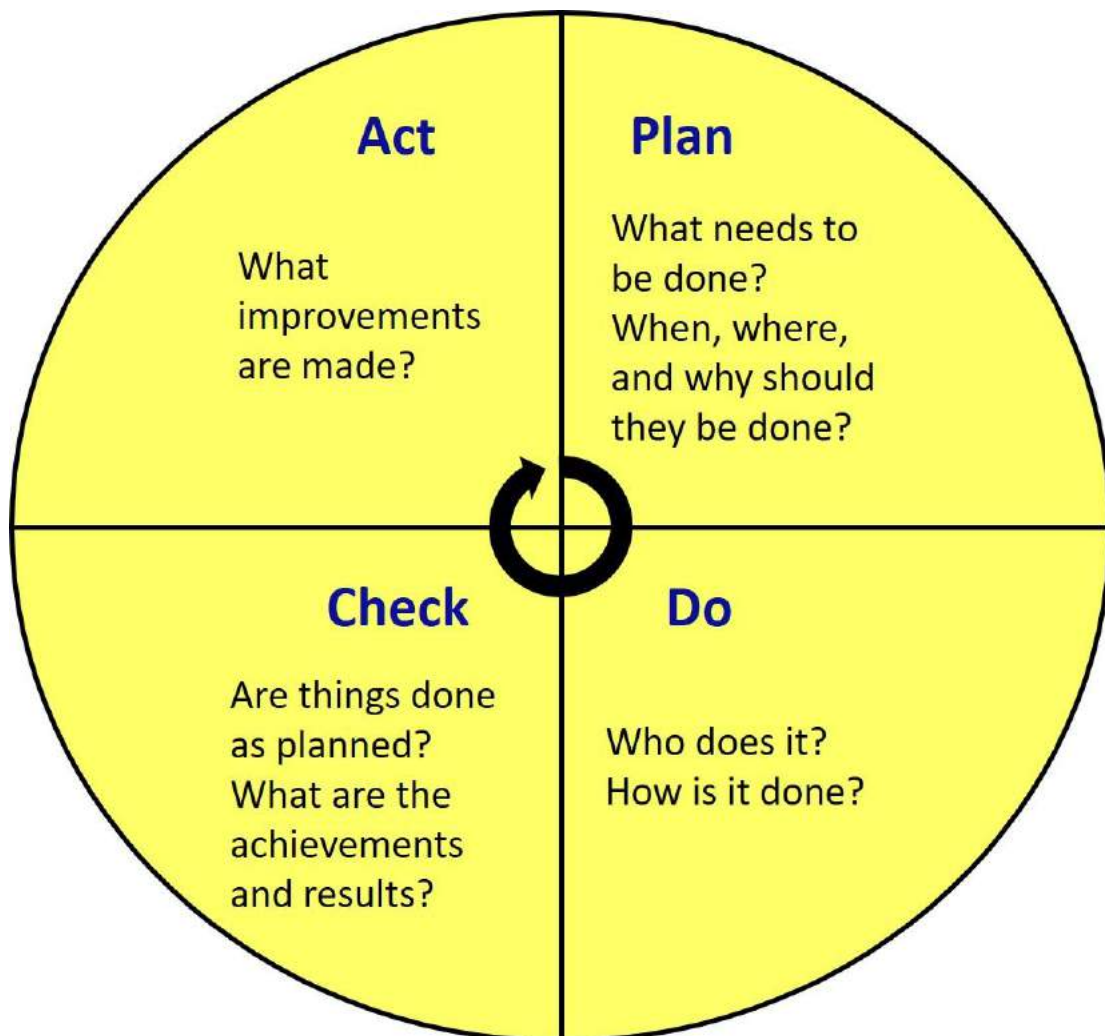 Act
What
improvements
are made?
Plan
What needs to
be done?
When, where,
and why should
they be done?
Check
Are things done
as planned?
What are the
achievements
and results?
Do
Who does it?
How is it done?